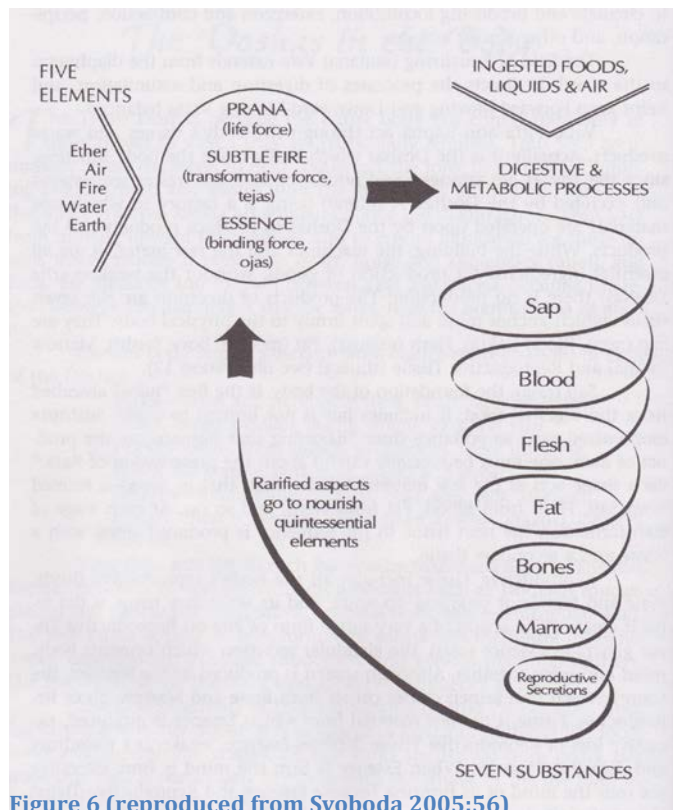 FIVE
ELEMENTS
Ether
Air
Fire
Water
Earth
PRANA
(life force)
SUBTLE FIRE
(transformative force,
tejas)
ESSENCE
(binding force,
ojas)
INGESTED FOODS,
LIQUIDS & AIR
DIGESTIVE &
METABOLIC PROCESSES
Sap
Blood
Flesh
Fat
Bones
Marrow
Reproductive
Secretions
SEVEN SUBSTANCES
Rarified aspects
go to nourish
quintessential
elements
Figure 6 (reproduced from Svoboda 2005:56)